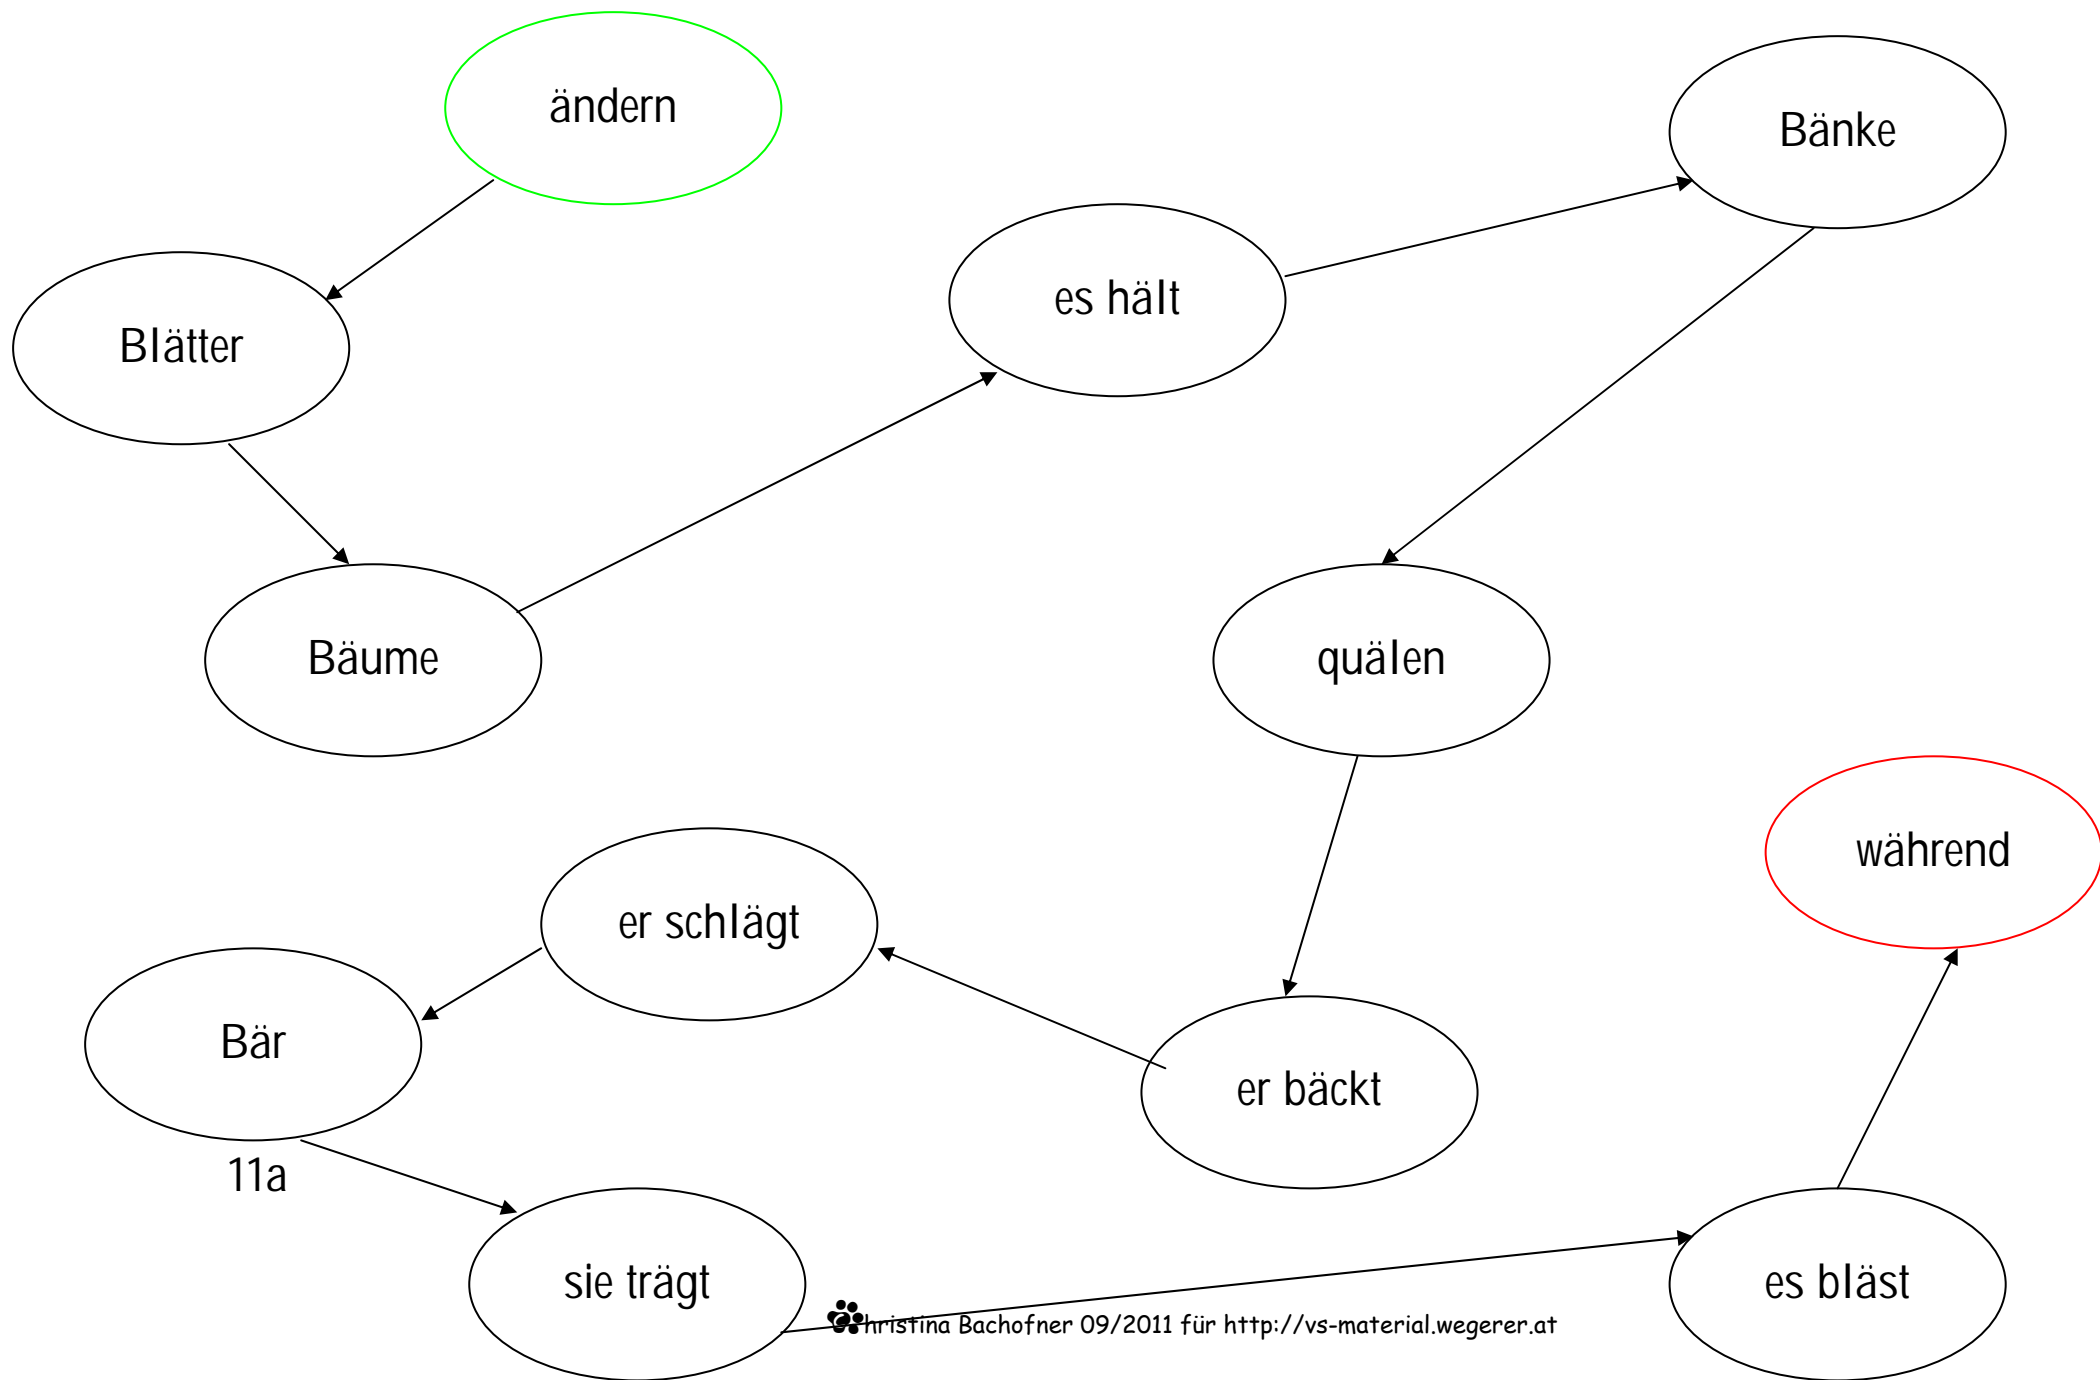 ändern
Bänke
es hält
Blätter
Bäume
quälen
während
er schlägt
Bär
er bäckt
11a
sie trägt
es bläst
Christina Bachofner 09/2011 für http://vs-material.wegerer.at